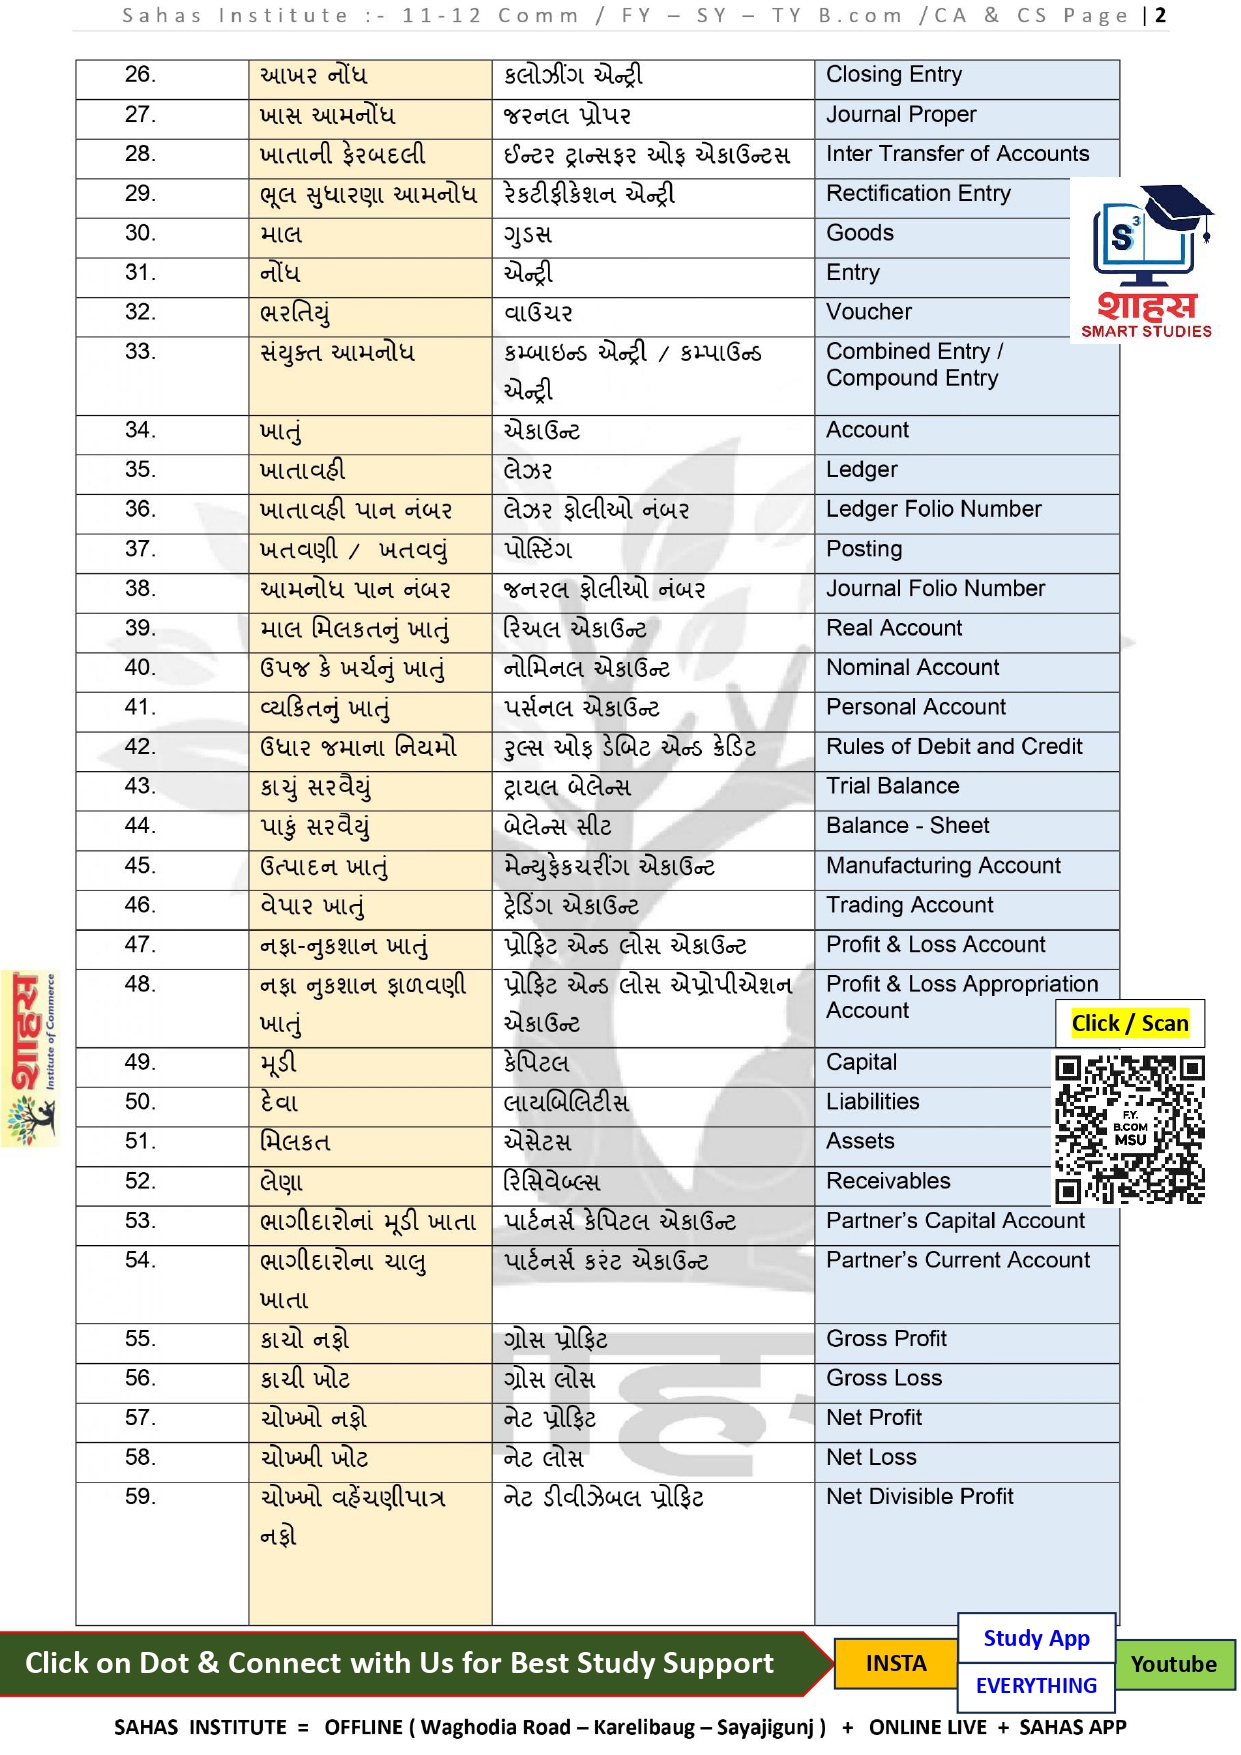 Sahas Institute :- 11-12 Comm / FY – SY – TY B.com /CA & CS Page |2
26. આખર નોંધ કલોઝીંગ એન્ટ્રી Closing Entry
27. ખાસ આમનોંધ જરનલ પ્રોપર Journal Proper
28. ખાતાની ફેરબદલી ઈન્ટર ટ્રાન્સફર ઓફ એકાઉન્ટસ Inter Transfer of Accounts
29. ભૂલ સુધારણા આમનોધ રેકટીફીકેશન એન્ટ્રી Rectification Entry
30. માલ ગુડસ Goods
31. નોંધ એન્ટ્રી Entry
32. ભરતિયું વાઉચર Voucher
33. સંયુક્ત આમનોધ કમ્બાઇન્ડ એન્ટ્રી / કમ્પાઉન્ડ Combined Entry /
એન્ટ્રી Compound Entry
S3
શાહસ
SMART STUDIES
34. ખાતું એકાઉન્ટ Account
35. ખાતાવહી લેઝર Ledger
36. ખાતાવહી પાન નંબર લેઝર ફોલીઓ નંબર Ledger Folio Number
37. ખતવણી / ખતવવું પોસ્ટિંગ Posting
38. આમનોધ પાન નંબર જનરલ ફોલીઓ નંબર Journal Folio Number
39. માલ મિલકતનું ખાતું રિઅલ એકાઉન્ટ Real Account
40. ઉપજ કે ખર્ચનું ખાતું નોમિનલ એકાઉન્ટ Nominal Account
41. વ્યકિતનું ખાતું પર્સનલ એકાઉન્ટ Personal Account
42. ઉધાર જમાના નિયમો રુલ્સ ઓફ ડેબિટ એન્ડ ક્રેડિટ Rules of Debit and Credit
43. કાચું સરવૈયું ટ્રાયલ બેલેન્સ Trial Balance
44. પાકું સરવૈયું બેલેન્સ સીટ Balance - Sheet
45. ઉત્પાદન ખાતું મેન્યુફેકચરીંગ એકાઉન્ટ Manufacturing Account
46. વેપાર ખાતું ટ્રેડિંગ એકાઉન્ટ Trading Account
47. નફા-નુકશાન ખાતું પ્રોફિટ એન્ડ લોસ એકાઉન્ટ Profit & Loss Account
48. નફા નુકશાન ફાળવણી પ્રોફિટ એન્ડ લોસ એપ્રોપીએશન Profit & Loss Appropriation
ખાતું એકાઉન્ટ Account
Click / Scan
શાહસ
Institute of Commerce
49. મૂડી કેપિટલ Capital
50. દેવા લાયબિલિટીસ Liabilities
51. મિલકત એસેટસ Assets
52. લેણા રિસિવેબ્લ્સ Receivables
F.Y.
B.COM
MSU
53. ભાગીદારોનાં મૂડી ખાતા પાર્ટનર્સ કેપિટલ એકાઉન્ટ Partner’s Capital Account
54. ભાગીદારોના ચાલુ પાર્ટનર્સ કરંટ એકાઉન્ટ Partner’s Current Account
ખાતા
55. કાચો નફો ગ્રોસ પ્રોફિટ Gross Profit
56. કાચી ખોટ ગ્રોસ લોસ Gross Loss
57. ચોખ્ખો નફો નેટ પ્રોફિટ Net Profit
58. ચોખ્ખી ખોટ નેટ લોસ Net Loss
59. ચોખ્ખો વહેંચણીપાત્ર નેટ ડીવીઝેબલ પ્રોફિટ Net Divisible Profit
નફો
Click on Dot & Connect with Us for Best Study Support
INSTA
Study App
EVERYTHING
Youtube
SAHAS INSTITUTE = OFFLINE ( Waghodia Road – Karelibaug – Sayajigunj ) + ONLINE LIVE + SAHAS APP